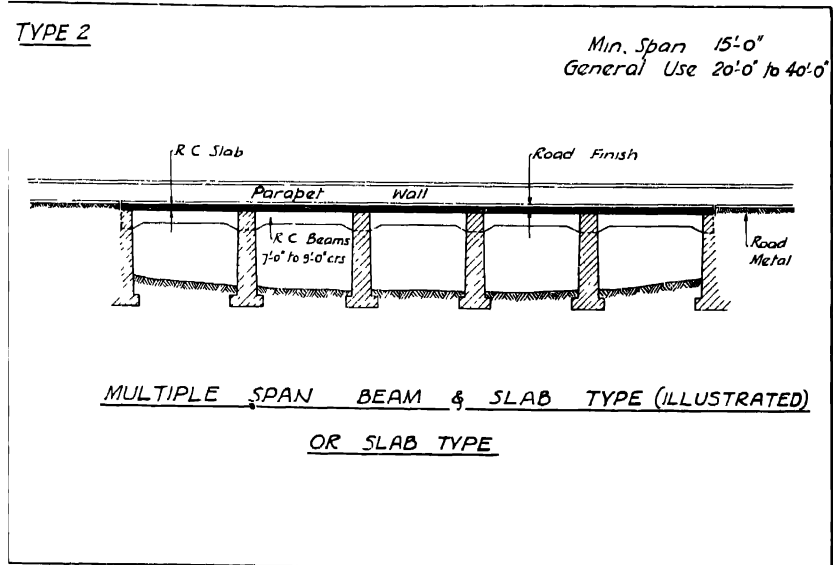 TYPE 2
Min. Span 15'-0"
General Use 20'-0" to 40'-0"
R C Slab
Road Finish
Parapet Wall
R C Beams
7'-0" to 9'-0" crs
Road
Metal
MULTIPLE SPAN BEAM & SLAB TYPE (ILLUSTRATED)
OR SLAB TYPE